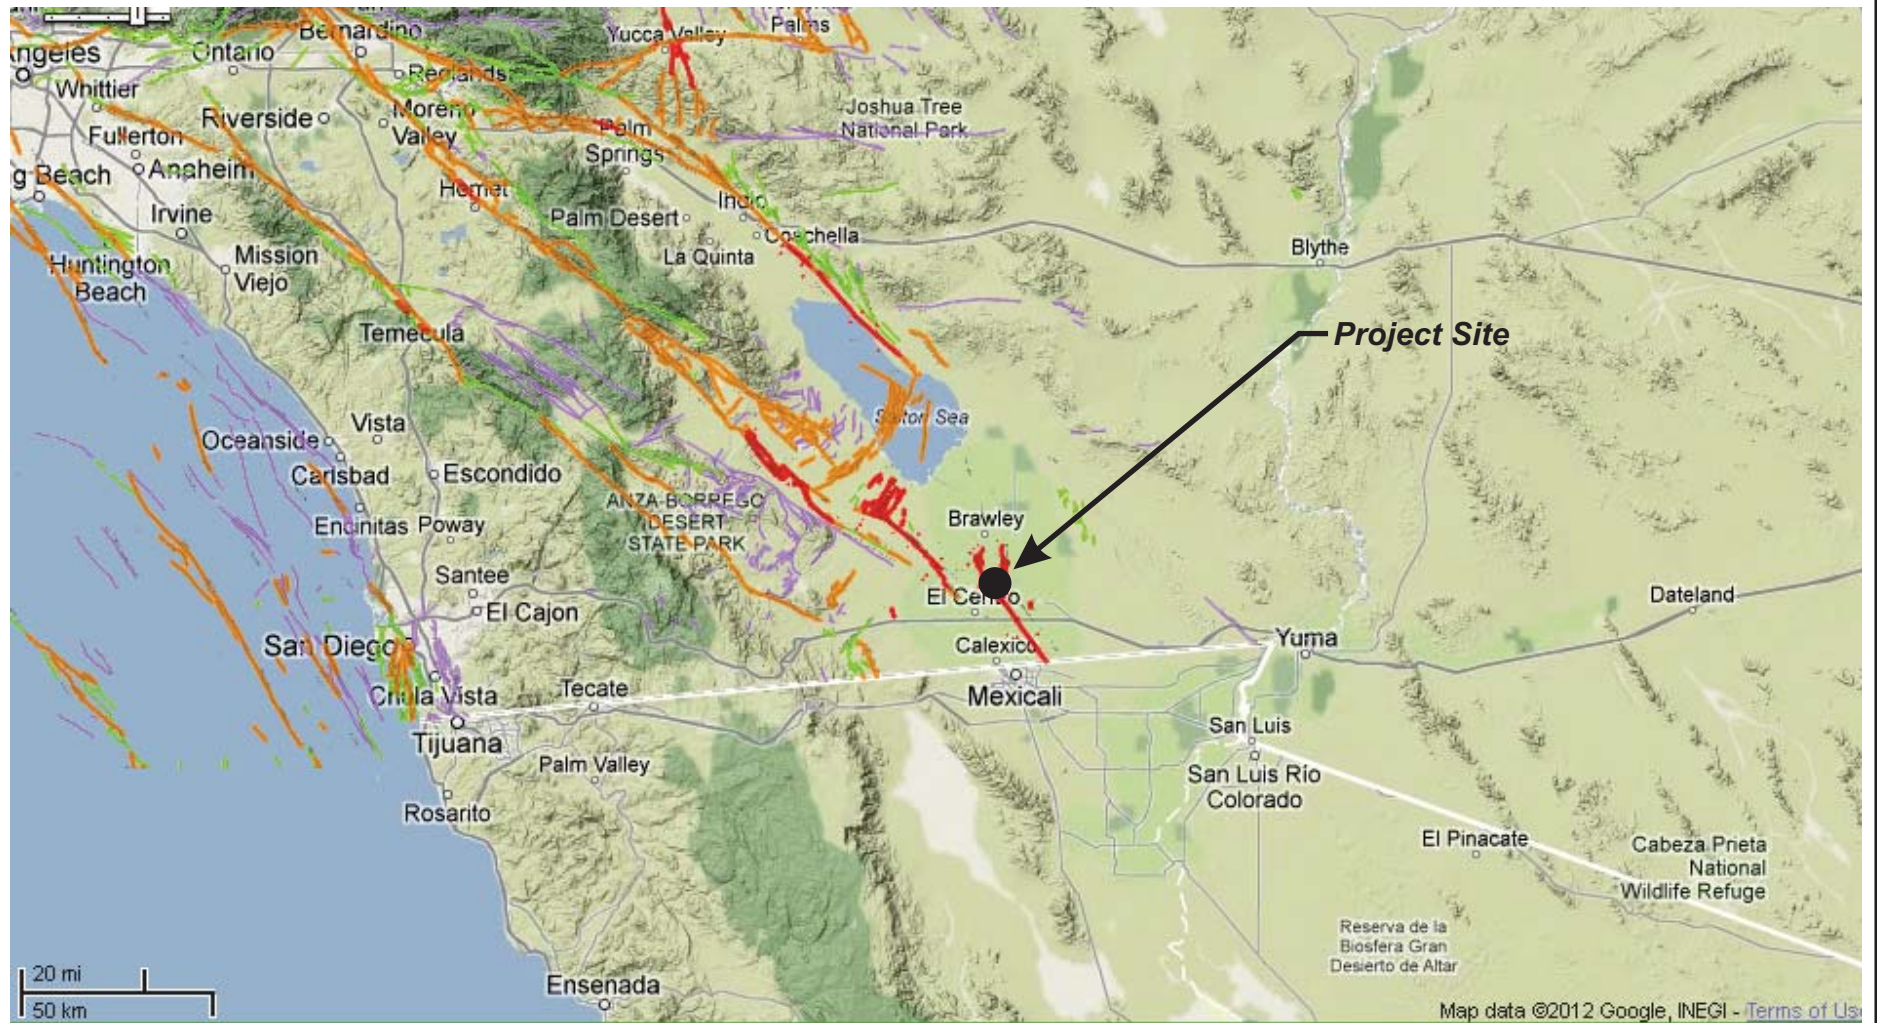 Bernardino
Yucca Valley
Palms
Angeles
Ontario
Redlands
Whittier
Riverside
Moreno
Valley
Joshua Tree
National Park
Fullerton
Palm
Springs
Anaheim
g Beach
Hemet
Irvine
Palm Desert
Indio
Coachella
Mission
Viejo
La Quinta
Blythe
Huntington
Beach
Temecula
Project Site
Salton Sea
Vista
Oceanside
Carlsbad
Escondido
ANZA-BORREGO
DESERT
STATE PARK
Encinitas
Poway
Brawley
Santee
El Cajon
El Centro
Dateland
San Diego
Calexico
Yuma
Chula Vista
Tecate
Mexicali
Tijuana
San Luis
Palm Valley
San Luis Río
Colorado
Rosarito
El Pinacate
Cabeza Prieta
National
Wildlife Refuge
Reserva de la
Biosfera Gran
Desierto de Altar
20 mi
50 km
Ensenada
Map data ©2012 Google, INEGI - Terms of Us